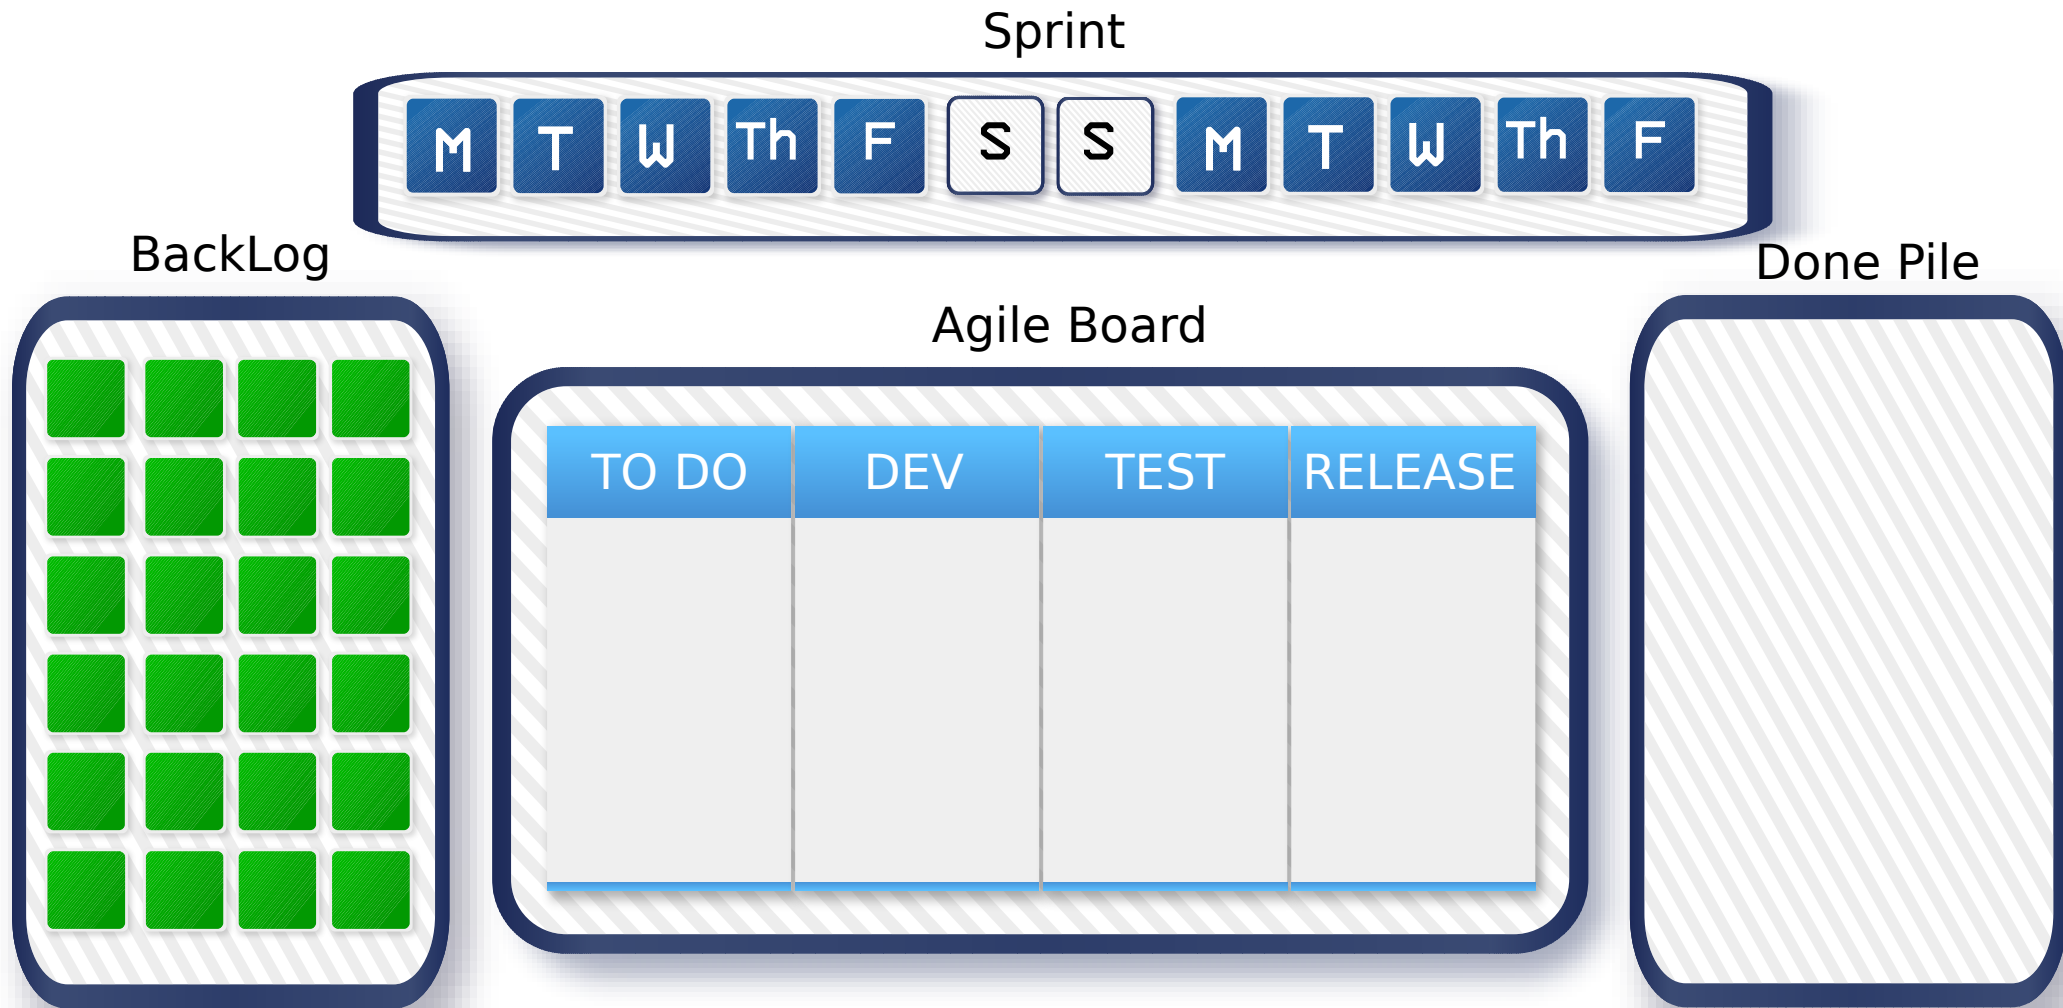 Sprint
M T W Th F S S M T W Th F
BackLog
Done Pile
Agile Board
TO DO DEV TEST RELEASE